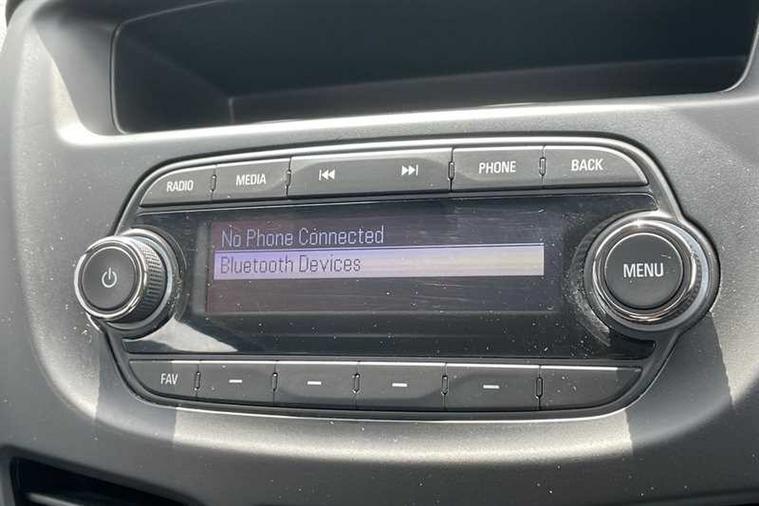 RADIO MEDIA PHONE BACK
No Phone Connected
Bluetooth Devices
MENU
FAV